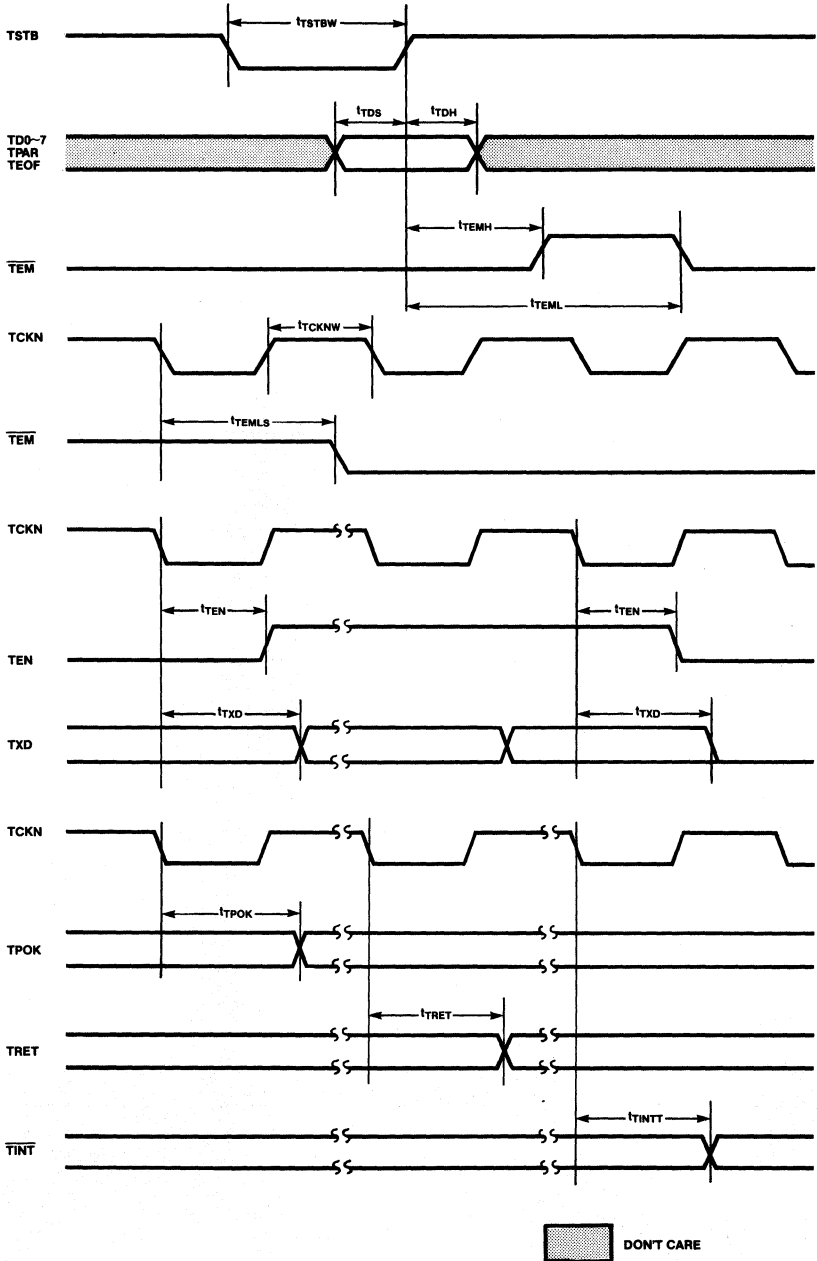 tTSTBW
TSTB
tTDS
tTDH
TD0~7
TPAR
TEOF
tTEMH
TEM
tTEML
tTCKNW
TCKN
tTEMLS
TEM
TCKN
tTEN
tTEN
TEN
tTXD
tTXD
TXD
TCKN
tTPOK
TPOK
tTRET
TRET
tTINTT
TINT
DON'T CARE